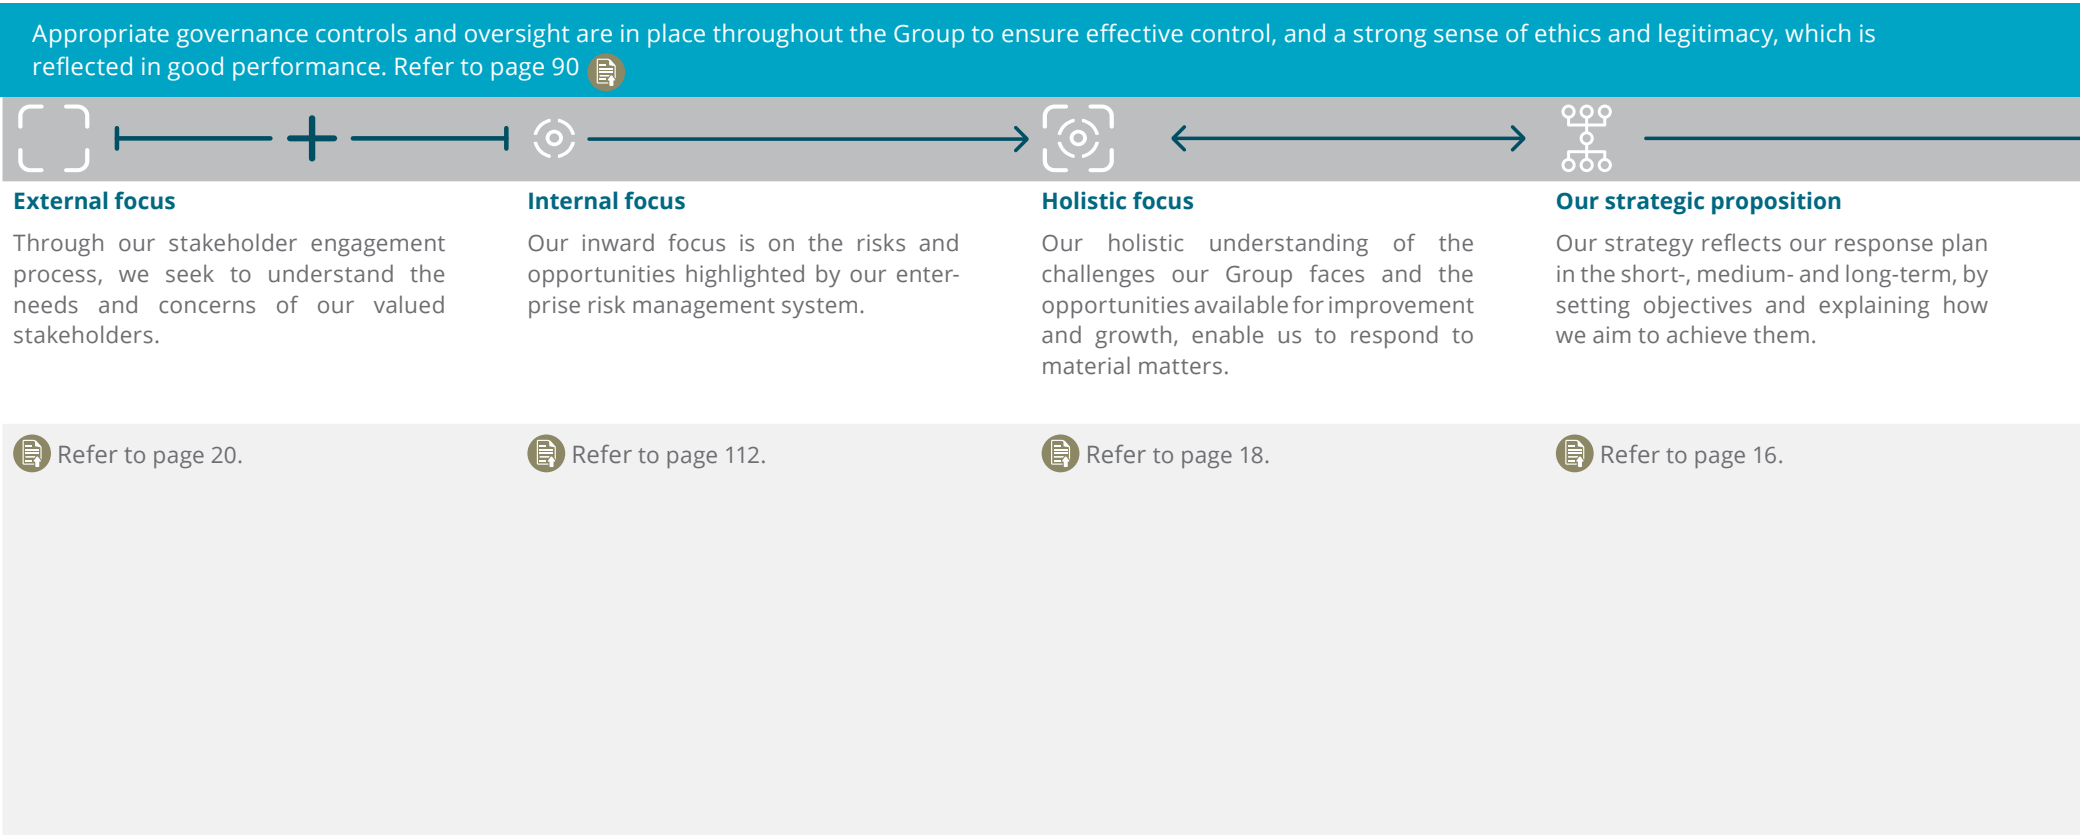 Appropriate governance controls and oversight are in place throughout the Group to ensure effective control, and a strong sense of ethics and legitimacy, which is
reflected in good performance. Refer to page 90
External focus
Through our stakeholder engagement
process, we seek to understand the
needs and concerns of our valued
stakeholders.
Refer to page 20.
Internal focus
Our inward focus is on the risks and
opportunities highlighted by our enter-
prise risk management system.
Refer to page 112.
Holistic focus
Our holistic understanding of the
challenges our Group faces and the
opportunities available for improvement
and growth, enable us to respond to
material matters.
Refer to page 18.
Our strategic proposition
Our strategy reflects our response plan
in the short-, medium- and long-term, by
setting objectives and explaining how
we aim to achieve them.
Refer to page 16.